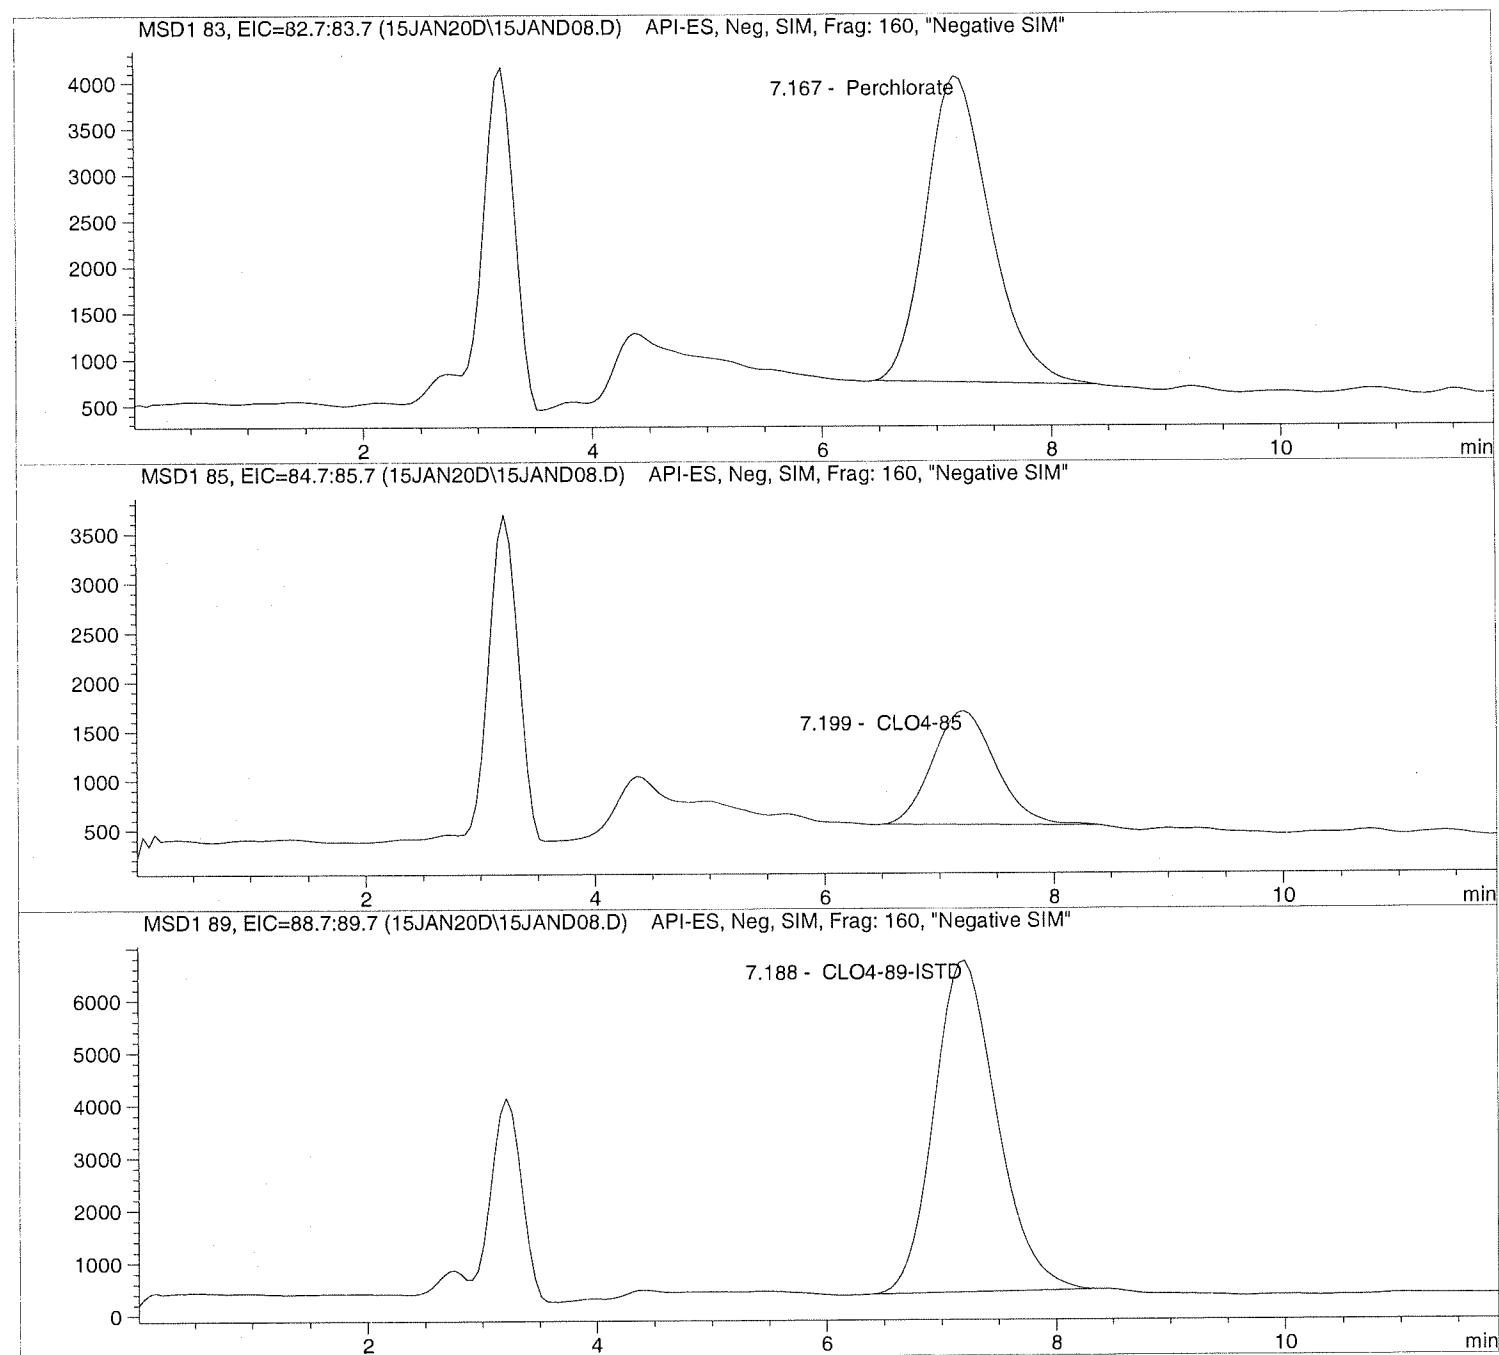 MSD1 83, EIC=82.7:83.7 (15JAN20D\15JAND08.D) API-ES, Neg, SIM, Frag: 160, "Negative SIM"
7.167 - Perchlorate
4000
3500
3000
2500
2000
1500
1000
500
2 4 6 8 10 min
MSD1 85, EIC=84.7:85.7 (15JAN20D\15JAND08.D) API-ES, Neg, SIM, Frag: 160, "Negative SIM"
3500
3000
2500
2000
7.199 - CLO4-85
1500
1000
500
2 4 6 8 10 min
MSD1 89, EIC=88.7:89.7 (15JAN20D\15JAND08.D) API-ES, Neg, SIM, Frag: 160, "Negative SIM"
7.188 - CLO4-89-ISTD
6000
5000
4000
3000
2000
1000
0
2 4 6 8 10 min